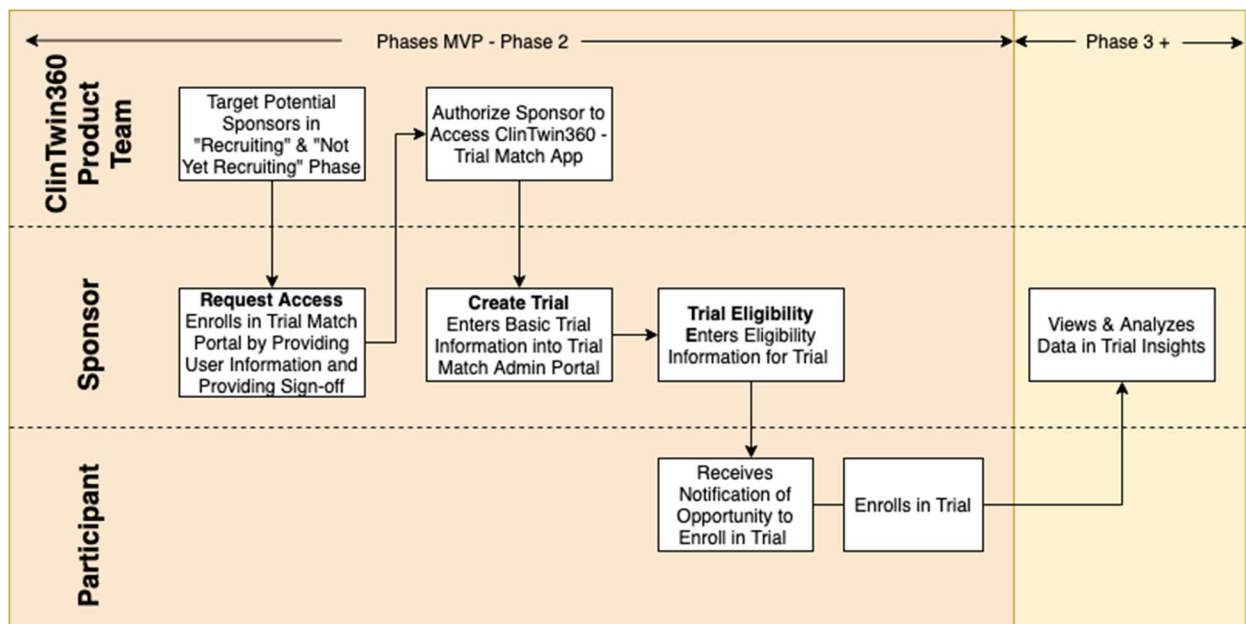 Phases MVP - Phase 2
Phase 3 +
ClinTwin360
Product
Team
Target Potential
Sponsors in
"Recruiting" & "Not
Yet Recruiting" Phase
Authorize Sponsor to
Access ClinTwin360 -
Trial Match App
Sponsor
Request Access
Enrolls in Trial Match
Portal by Providing
User Information and
Providing Sign-off
Create Trial
Enters Basic Trial
Information into Trial
Match Admin Portal
Trial Eligibility
Enters Eligibility
Information for Trial
Views & Analyzes
Data in Trial Insights
Participant
Receives
Notification of
Opportunity to
Enroll in Trial
Enrolls in Trial